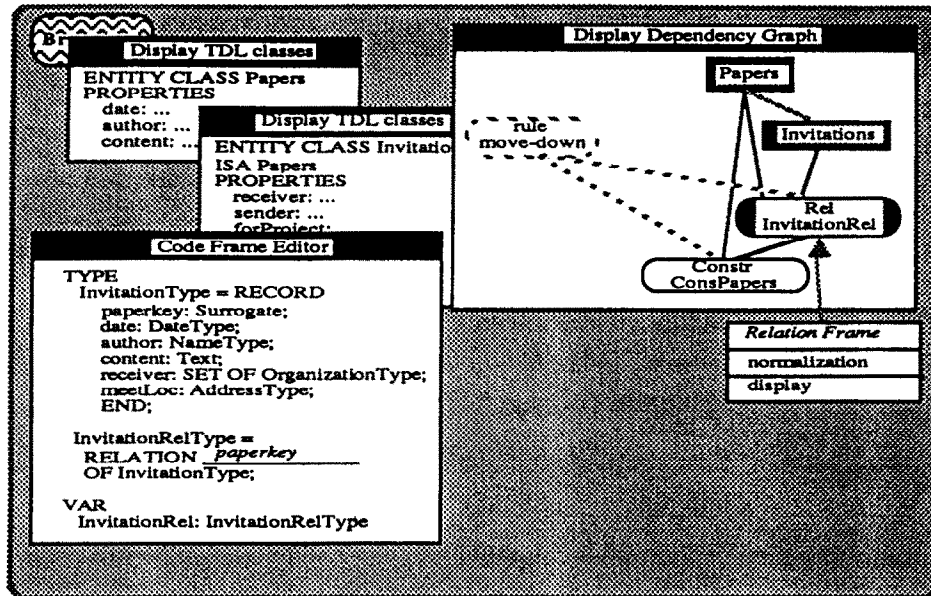 Display TDL classes
ENTITY CLASS Papers
PROPERTIES
date: ...
author: ...
content: ...
Display TDL classes
ENTITY CLASS Invitatio
ISA Papers
PROPERTIES
receiver: ...
sender: ...
forProject:
Code Frame Editor
TYPE
InvitationType = RECORD
paperkey: Surrogate;
date: DateType;
author: NameType;
content: Text;
receiver: SET OF OrganizationType;
meetLoc: AddressType;
END;
InvitationRelType =
RELATION paperkey
OF InvitationType;
VAR
InvitationRel: InvitationRelType
Display Dependency Graph
Papers
Invitations
rule
move-down
Rel
InvitationRel
Constr
ConsPapers
Relation Frame
normalization
display